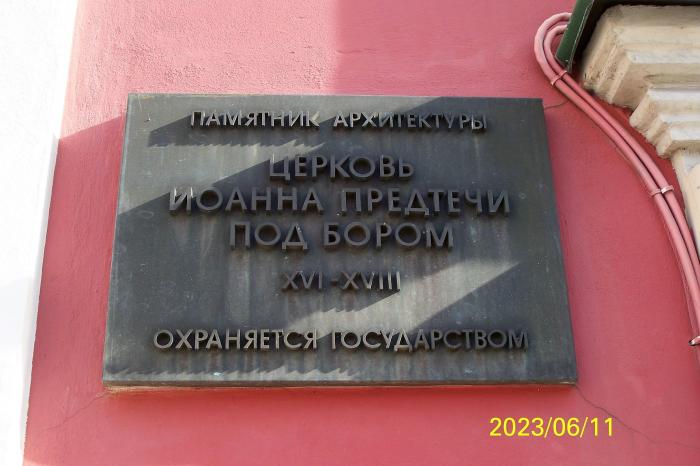 ПАМЯТНИК АРХИТЕКТУРЫ
ЦЕРКОВЬ
ИОАННА ПРЕДТЕЧИ
ПОД БОРОМ
XVI-XVIII
ОХРАНЯЕТСЯ ГОСУДАРСТВОМ
2023/06/11